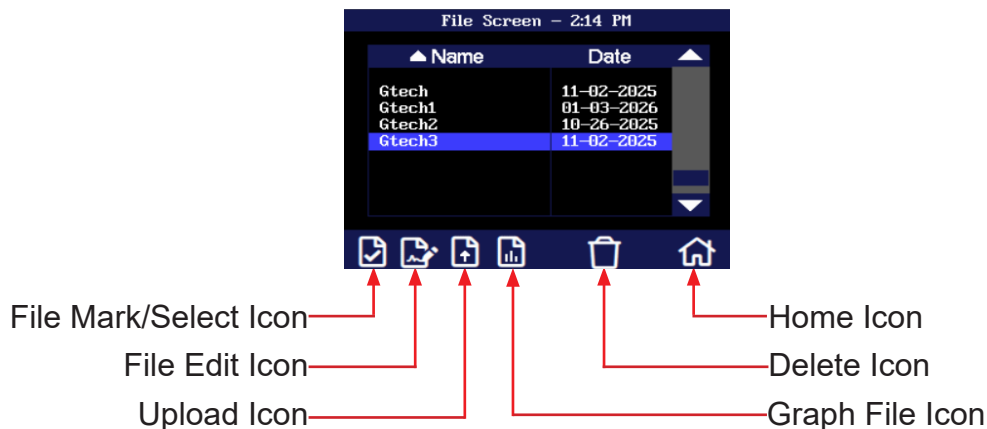 File Screen - 2:14 PM
Name Date
Gtech 11-02-2025
Gtech1 01-03-2026
Gtech2 10-26-2025
Gtech3 11-02-2025
File Mark/Select Icon Home Icon
File Edit Icon Delete Icon
Upload Icon Graph File Icon